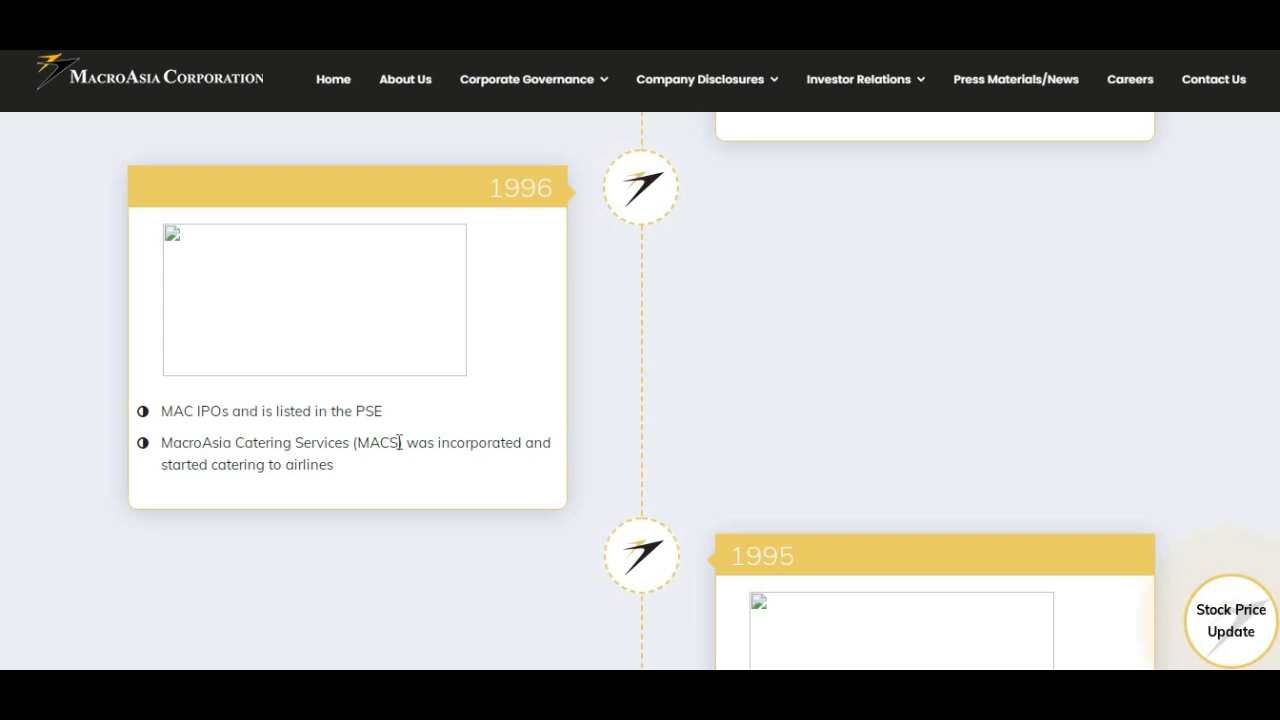 MACROASIA CORPORATION
Home About Us Corporate Governance Company Disclosures Investor Relations Press Materials/News Careers Contact Us
1996
MAC IPOs and is listed in the PSE
MacroAsia Catering Services (MACS) was incorporated and
started catering to airlines
1995
Stock Price
Update